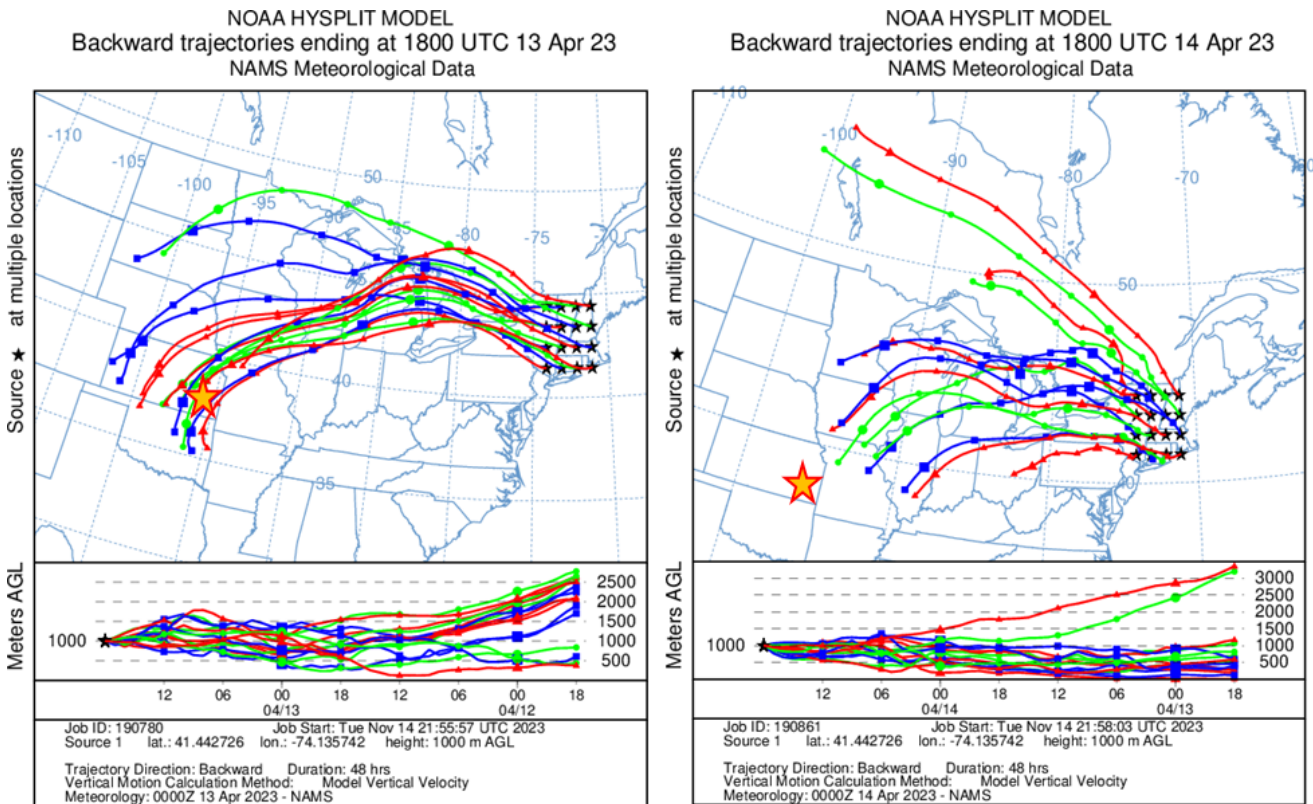 NOAA HYSPLIT MODEL
Backward trajectories ending at 1800 UTC 13 Apr 23
NAMS Meteorological Data
Source ★ at multiple locations
-110
-105
-100
-95
-90
-85
-80
-75
-70
50
45
40
35
Meters AGL
1000
2500
2000
1500
1000
500
12 06 00 18 12 06 00 18
04/13 04/12
Job ID: 190780 Job Start: Tue Nov 14 21:55:57 UTC 2023
Source 1 lat.: 41.442726 lon.: -74.135742 height: 1000 m AGL
Trajectory Direction: Backward Duration: 48 hrs
Vertical Motion Calculation Method: Model Vertical Velocity
Meteorology: 0000Z 13 Apr 2023 - NAMS
NOAA HYSPLIT MODEL
Backward trajectories ending at 1800 UTC 14 Apr 23
NAMS Meteorological Data
Source ★ at multiple locations
-110
-100
-90
-80
-70
50
40
Meters AGL
1000
3000
2500
2000
1500
1000
500
12 06 00 18 12 06 00 18
04/14 04/13
Job ID: 190861 Job Start: Tue Nov 14 21:58:03 UTC 2023
Source 1 lat.: 41.442726 lon.: -74.135742 height: 1000 m AGL
Trajectory Direction: Backward Duration: 48 hrs
Vertical Motion Calculation Method: Model Vertical Velocity
Meteorology: 0000Z 14 Apr 2023 - NAMS